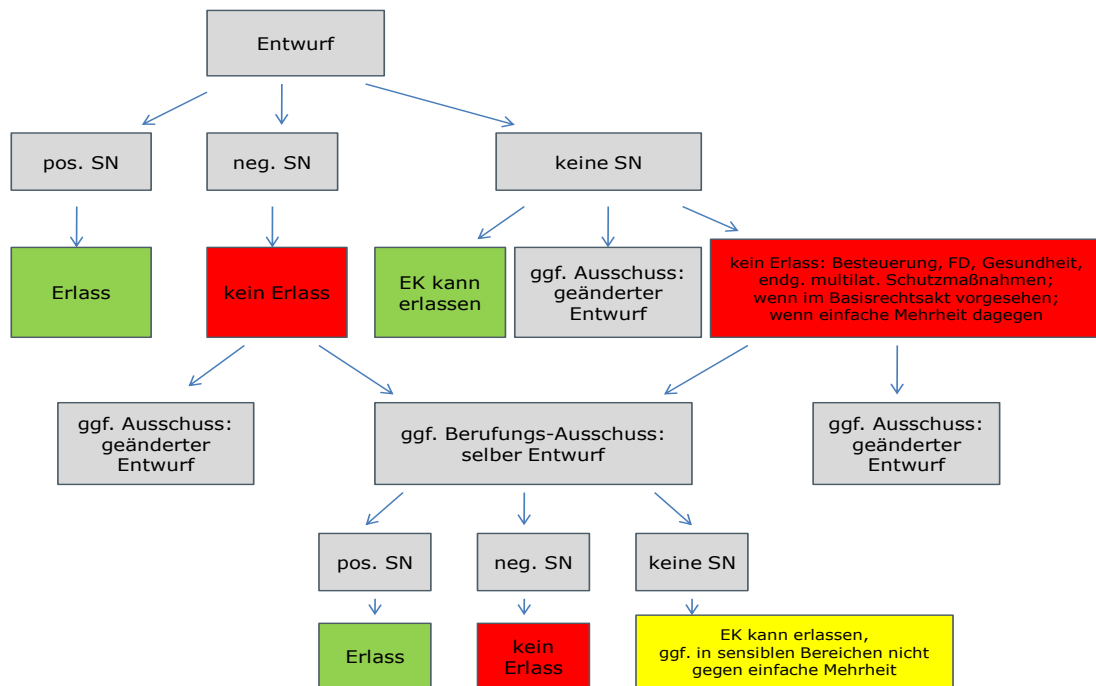 Entwurf
pos. SN
neg. SN
keine SN
Erlass
kein Erlass
EK kann
erlassen
ggf. Ausschuss:
geänderter
Entwurf
kein Erlass: Besteuerung, FD, Gesundheit,
endg. multilat. Schutzmaßnahmen;
wenn im Basisrechtsakt vorgesehen;
wenn einfache Mehrheit dagegen
ggf. Ausschuss:
geänderter
Entwurf
ggf. Berufungs-Ausschuss:
selber Entwurf
ggf. Ausschuss:
geänderter
Entwurf
pos. SN
neg. SN
keine SN
Erlass
kein
Erlass
EK kann erlassen,
ggf. in sensiblen Bereichen nicht
gegen einfache Mehrheit